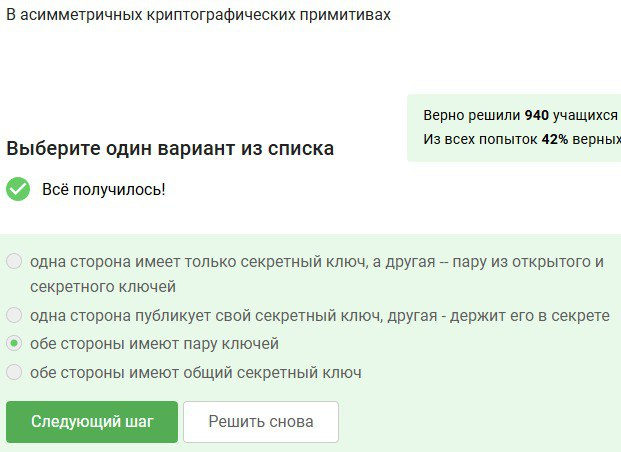 В асимметричных криптографических примитивах
Верно решили 940 учащихся
Из всех попыток 42% верных
Выберите один вариант из списка
Всё получилось!
одна сторона имеет только секретный ключ, а другая -- пару из открытого и
секретного ключей
одна сторона публикует свой секретный ключ, другая - держит его в секрете
обе стороны имеют пару ключей
обе стороны имеют общий секретный ключ
Следующий шаг
Решить снова